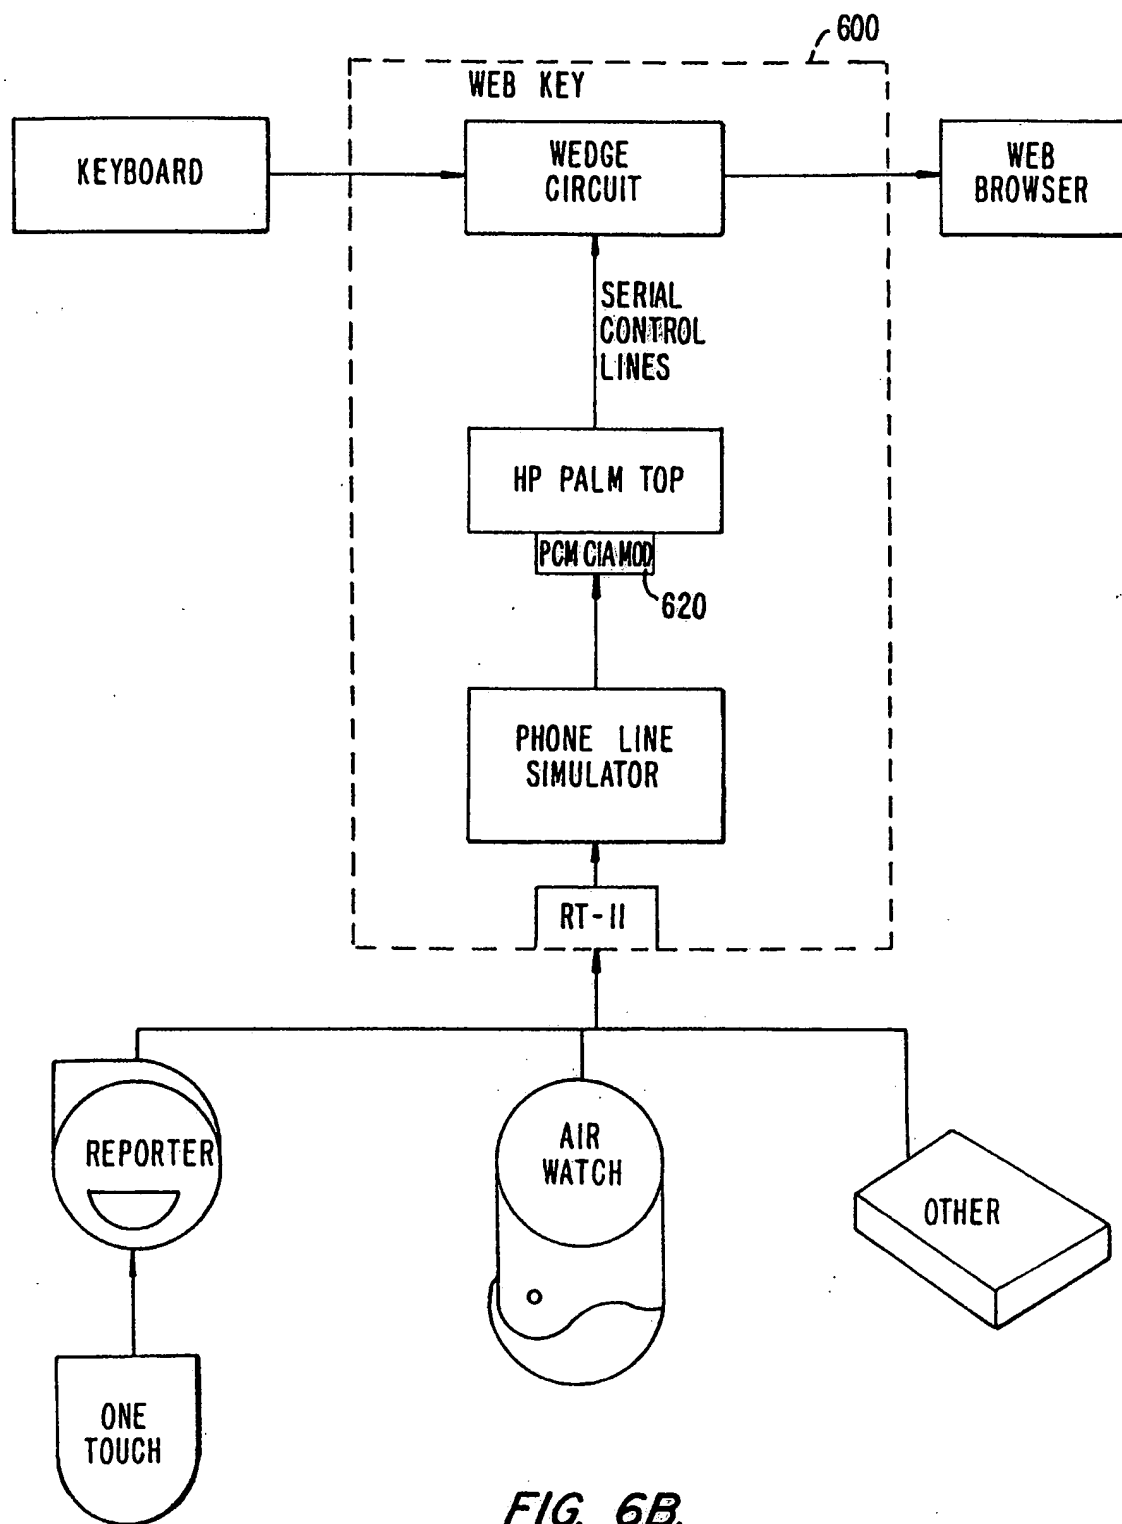 600
WEB KEY
KEYBOARD
WEDGE
CIRCUIT
WEB
BROWSER
SERIAL
CONTROL
LINES
HP PALM TOP
PCMCIA MOD
620
PHONE LINE
SIMULATOR
RT-11
REPORTER
AIR
WATCH
OTHER
ONE
TOUCH
FIG. 6B.